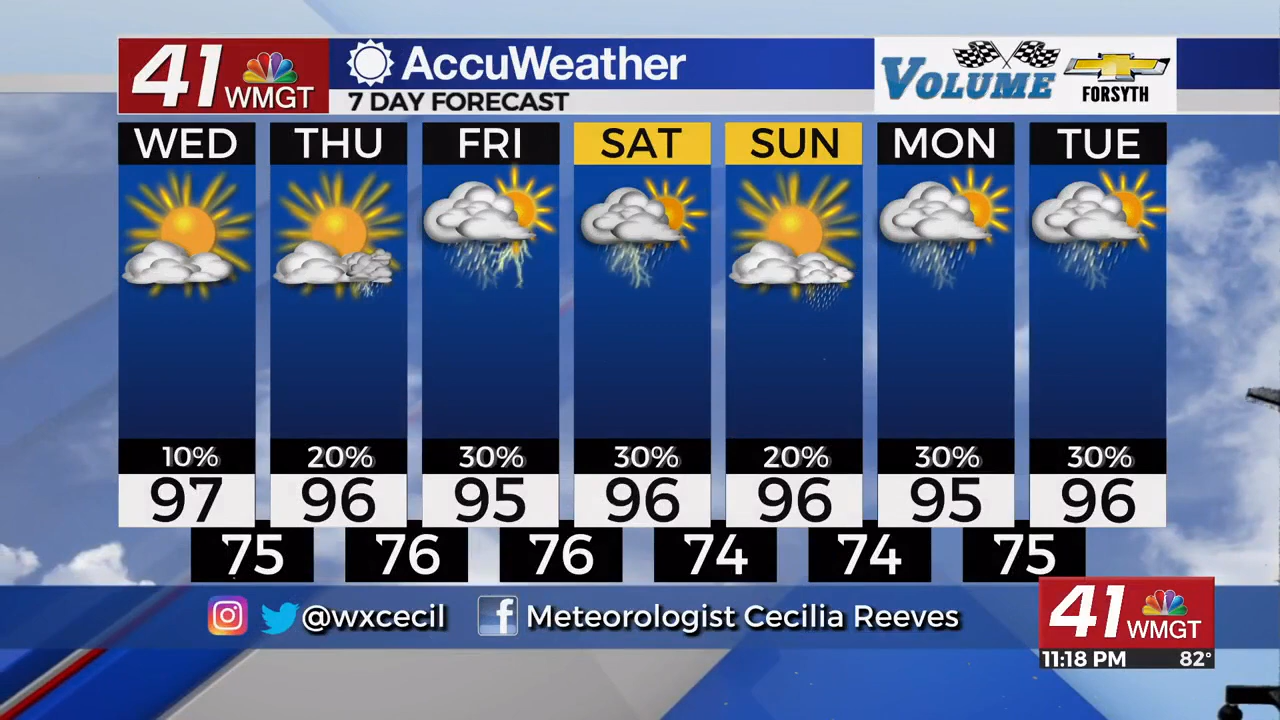 41 WMGT
AccuWeather
7 DAY FORECAST
VOLUME
FORSYTH
WED THU FRI SAT SUN MON TUE
10% 20% 30% 30% 20% 30% 30%
97 96 95 96 96 95 96
75 76 76 74 74 75
@wxcecil
Meteorologist Cecilia Reeves
41 WMGT
11:18 PM 82°